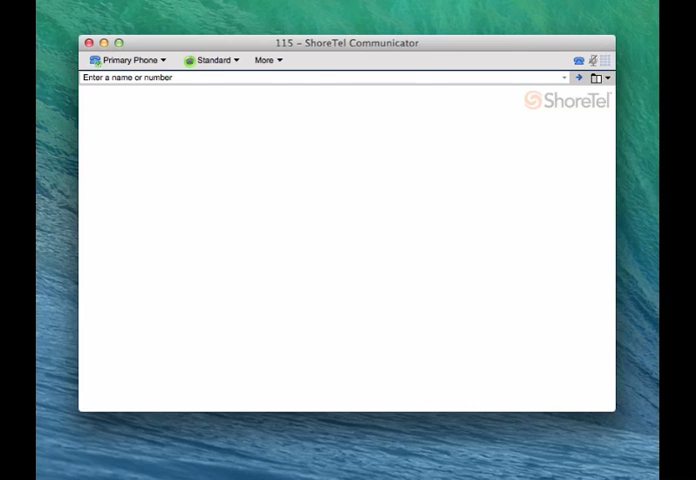 115 – ShoreTel Communicator
Primary Phone Standard More
Enter a name or number
ShoreTel